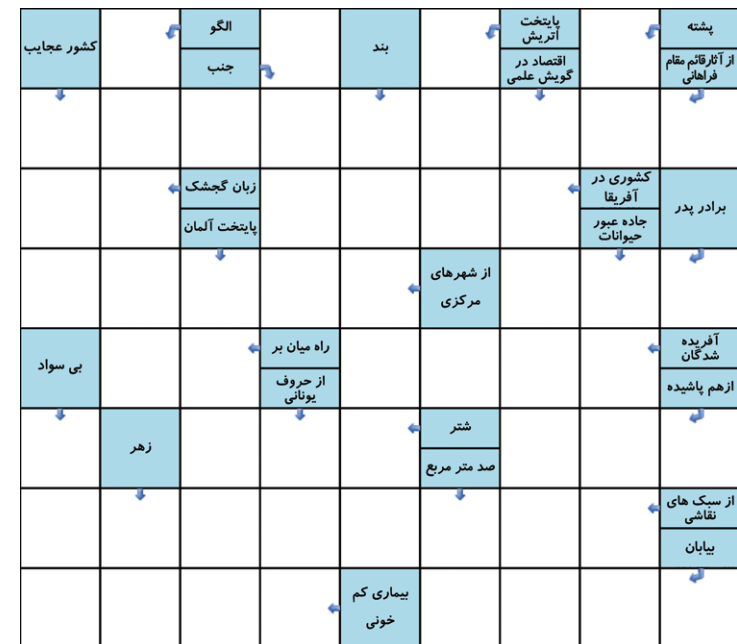 پشته
از آثارقائم مقام
فراهانی
پایتخت
اتریش
اقتصاد در
گویش علمی
بند
الگو
جنب
کشور عجایب
برادر پدر
کشوری در
آفریقا
جاده عبور
حیوانات
زبان گجشک
پایتخت آلمان
از شهرهای
مرکزی
آفریده
شدگان
ازهم پاشیده
راه میان بر
از حروف
یونانی
بی سواد
شتر
صد متر مربع
زهر
از سبک های
نقاشی
بیابان
بیماری کم
خونی